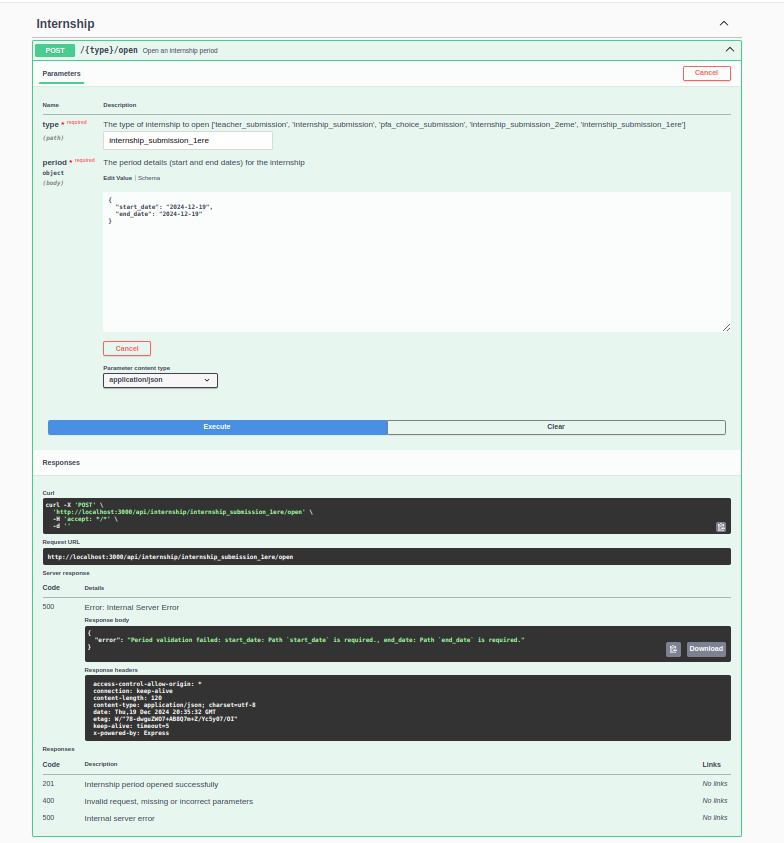 Internship
POST /{type}/open Open an internship period
Parameters
Cancel
Name Description
type * required The type of internship to open ['teacher_submission', 'internship_submission', 'pfa_choice_submission', 'internship_submission_2eme', 'internship_submission_1ere']
(path) internship_submission_1ere
period * required The period details (start and end dates) for the internship
object
(body)
Edit Value | Schema
{
"start_date": "2024-12-19",
"end_date": "2024-12-19"
}
Cancel
Parameter content type
application/json
Execute Clear
Responses
Curl
curl -X 'POST' \
'http://localhost:3000/api/internship/internship_submission_1ere/open' \
-H 'accept: */*' \
-d ''
Request URL
http://localhost:3000/api/internship/internship_submission_1ere/open
Server response
Code Details
500 Error: Internal Server Error
Response body
{
"error": "Period validation failed: start_date: Path `start_date` is required., end_date: Path `end_date` is required."
}
Download
Response headers
access-control-allow-origin: *
connection: keep-alive
content-length: 120
content-type: application/json; charset=utf-8
date: Thu,19 Dec 2024 20:35:32 GMT
etag: W/"78-dwguZWO7+AB8Q7m+Z/Yc5y07/OI"
keep-alive: timeout=5
x-powered-by: Express
Responses
Code Description Links
201 Internship period opened successfully No links
400 Invalid request, missing or incorrect parameters No links
500 Internal server error No links